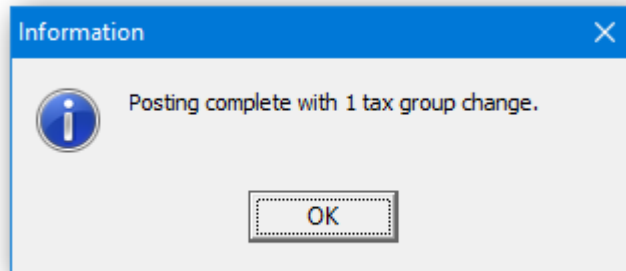 Information
Posting complete with 1 tax group change.
OK